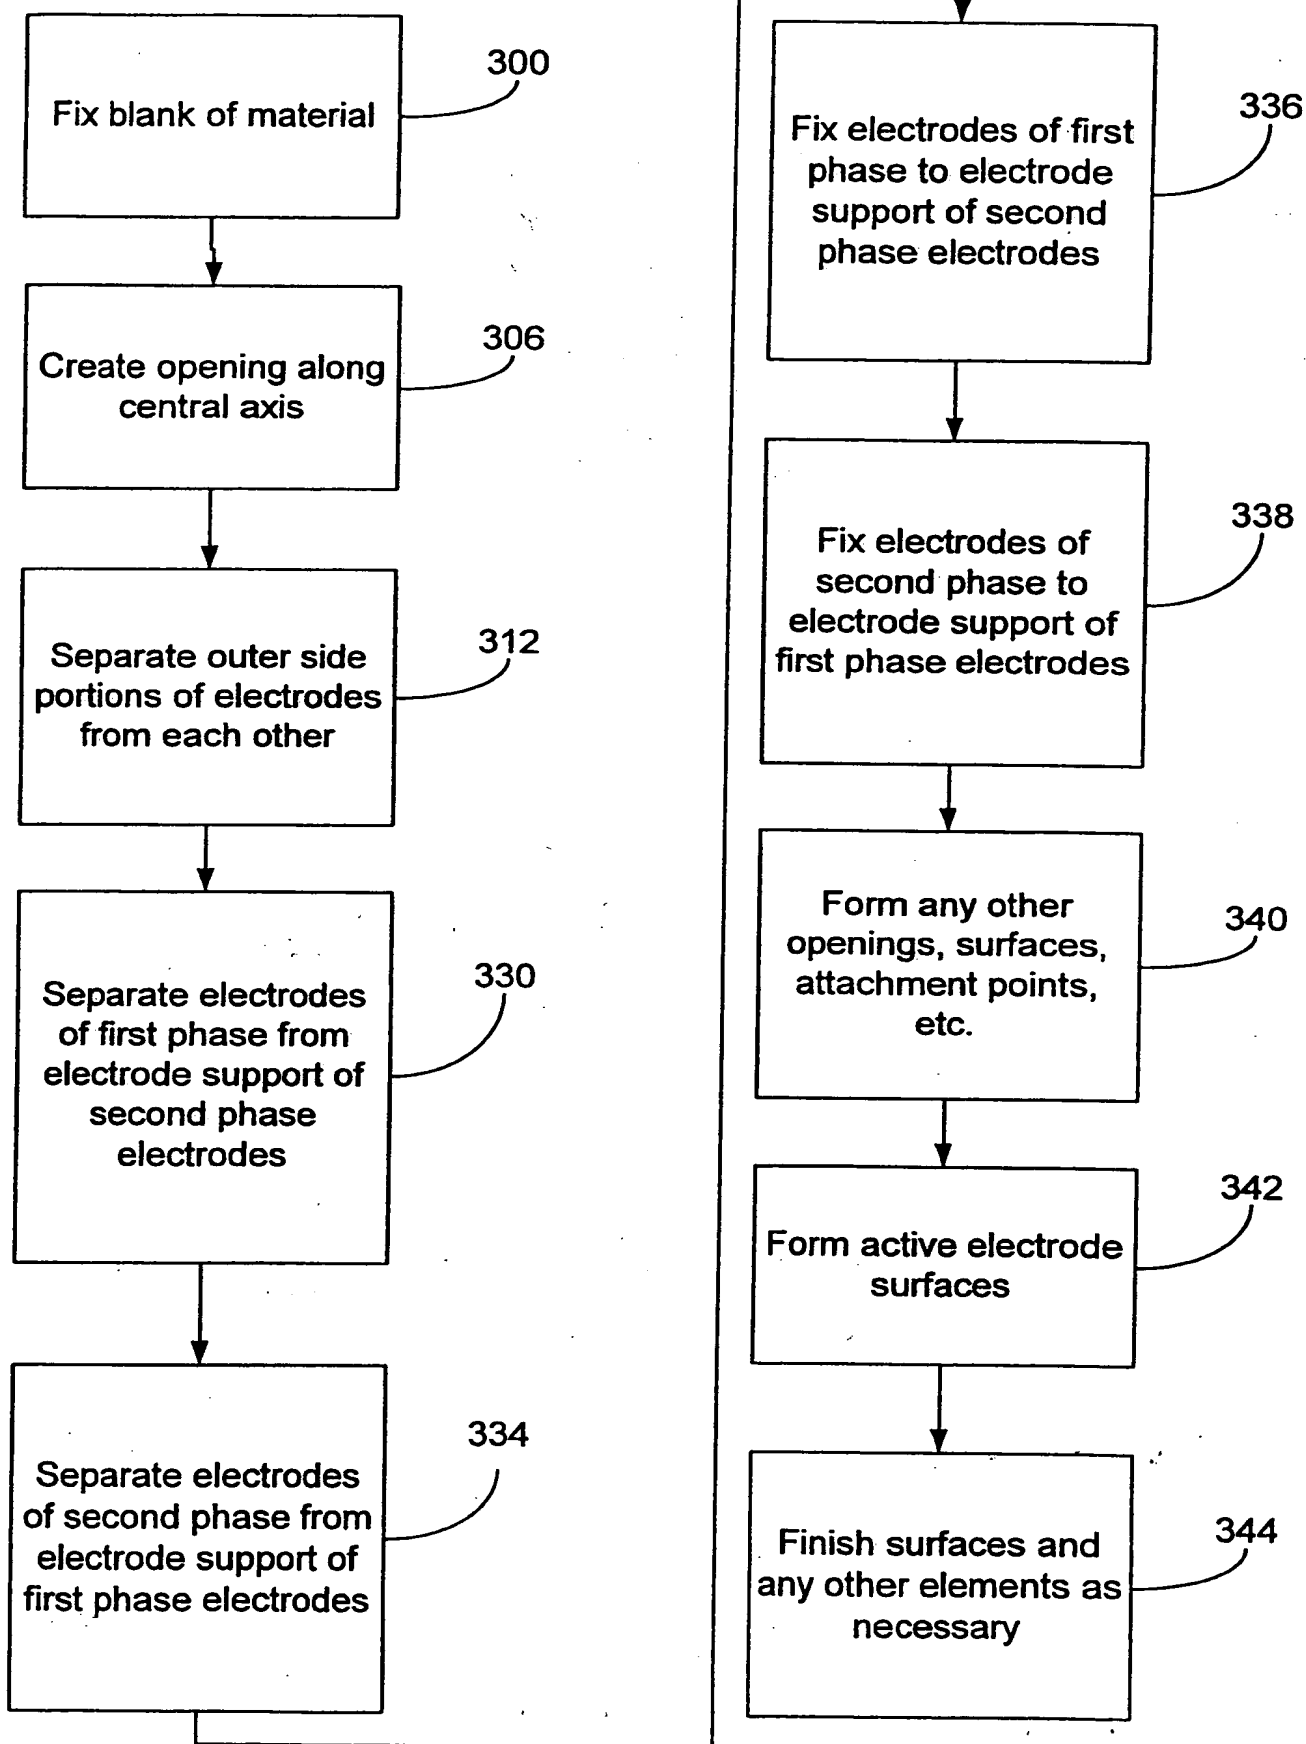 Fix blank of material
300
Create opening along
central axis
306
Separate outer side
portions of electrodes
from each other
312
Separate electrodes
of first phase from
electrode support of
second phase
electrodes
330
Separate electrodes
of second phase from
electrode support of
first phase electrodes
334
Fix electrodes of first
phase to electrode
support of second
phase electrodes
336
Fix electrodes of
second phase to
electrode support of
first phase electrodes
338
Form any other
openings, surfaces,
attachment points,
etc.
340
Form active electrode
surfaces
342
Finish surfaces and
any other elements as
necessary
344